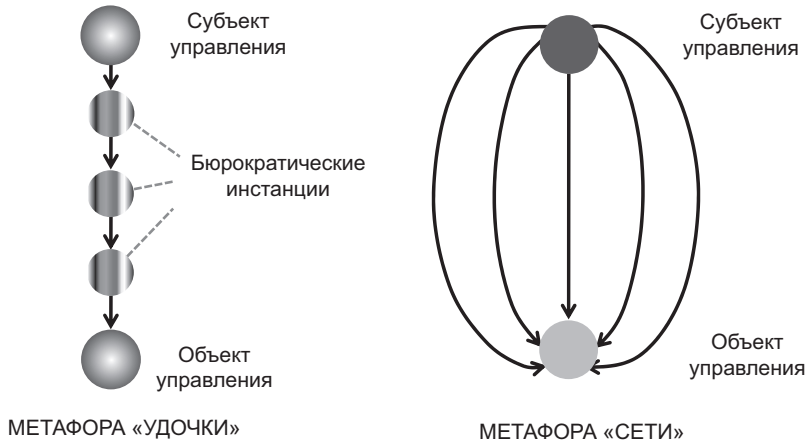 Субъект
управления
Бюрократические
инстанции
Объект
управления
МЕТАФОРА «УДОЧКИ»
Субъект
управления
Объект
управления
МЕТАФОРА «СЕТИ»